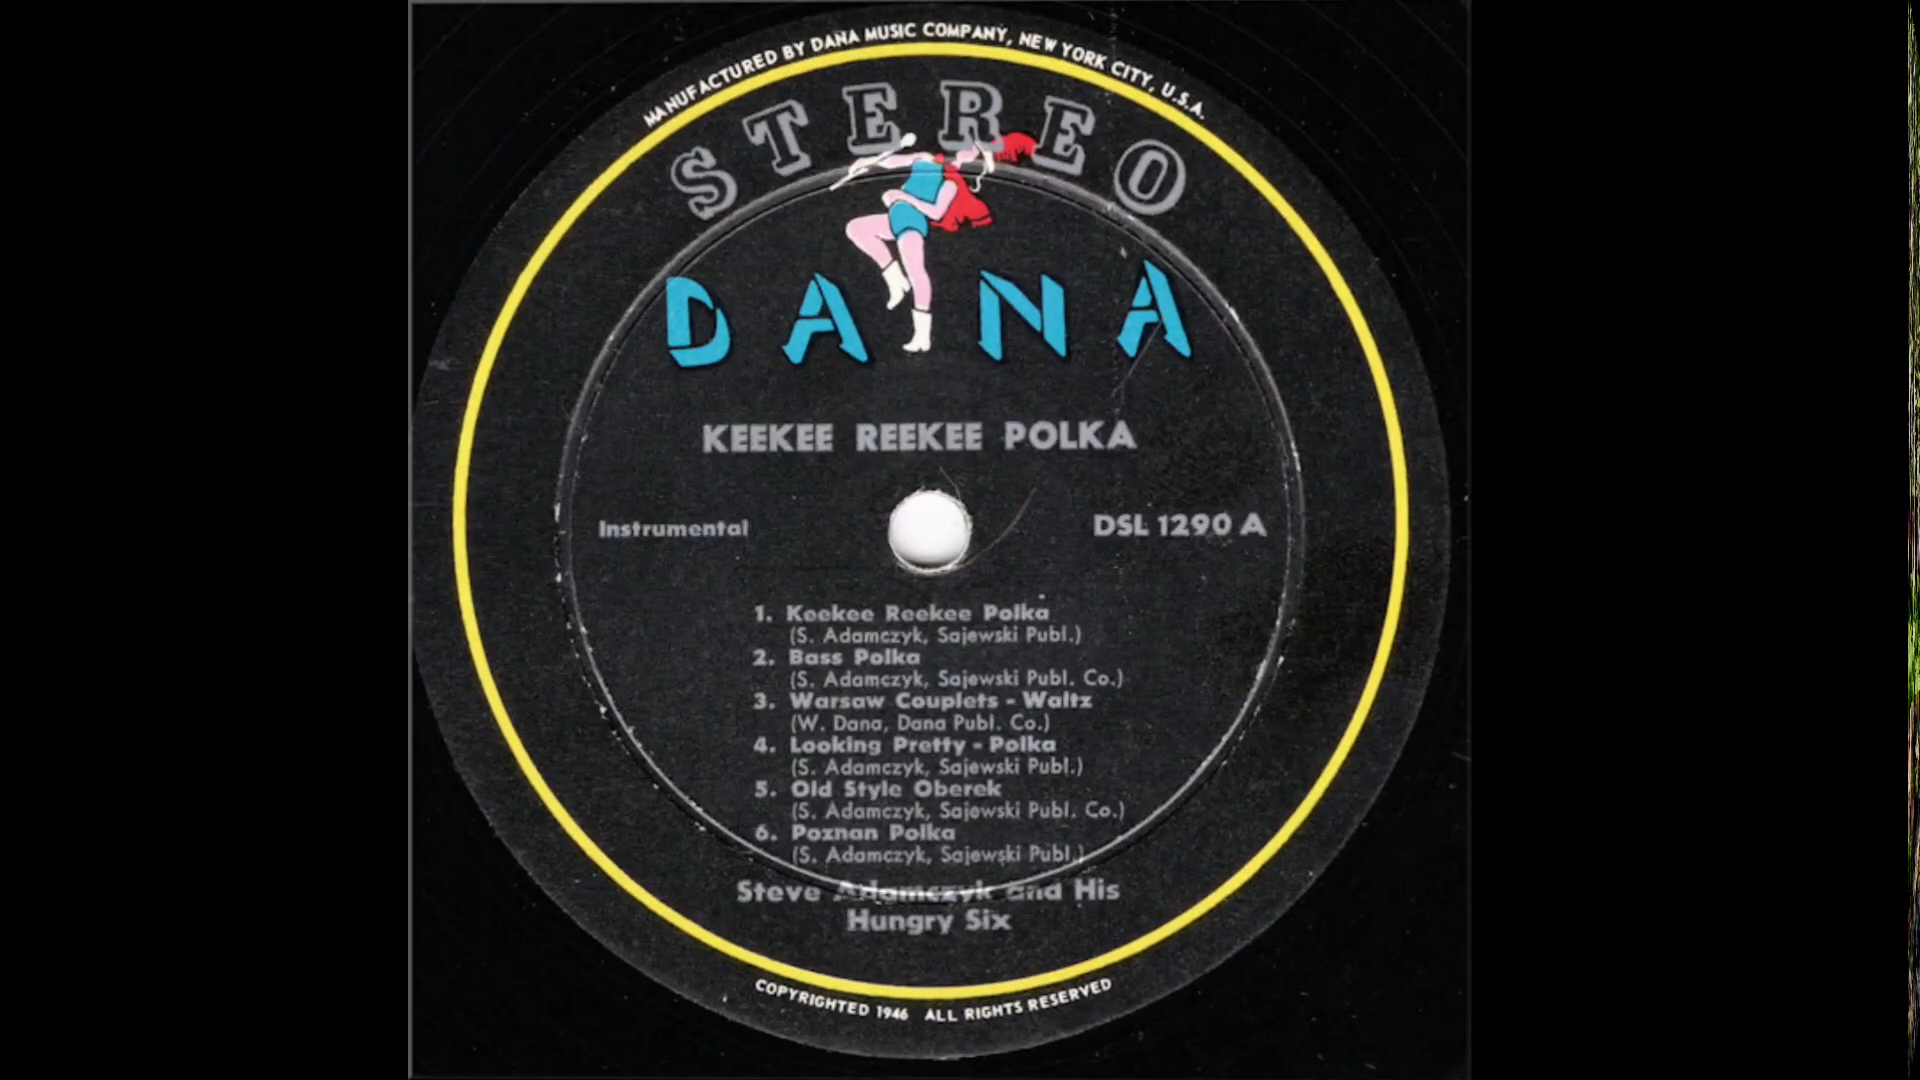 MANUFACTURED BY DANA MUSIC COMPANY, NEW YORK CITY, U.S.A.
STEREO
DANA
KEEKEE REEKEE POLKA
Instrumental
DSL 1290 A
1. Keekee Reekee Polka
(S. Adamczyk, Sajewski Publ.)
2. Bass Polka
(S. Adamczyk, Sajewski Publ. Co.)
3. Warsaw Couplets - Waltz
(W. Dana, Dana Publ. Co.)
4. Looking Pretty - Polka
(S. Adamczyk, Sajewski Publ.)
5. Old Style Oberek
(S. Adamczyk, Sajewski Publ. Co.)
6. Poznan Polka
(S. Adamczyk, Sajewski Publ.)
Steve Adamczyk and His
Hungry Six
COPYRIGHTED 1946 ALL RIGHTS RESERVED